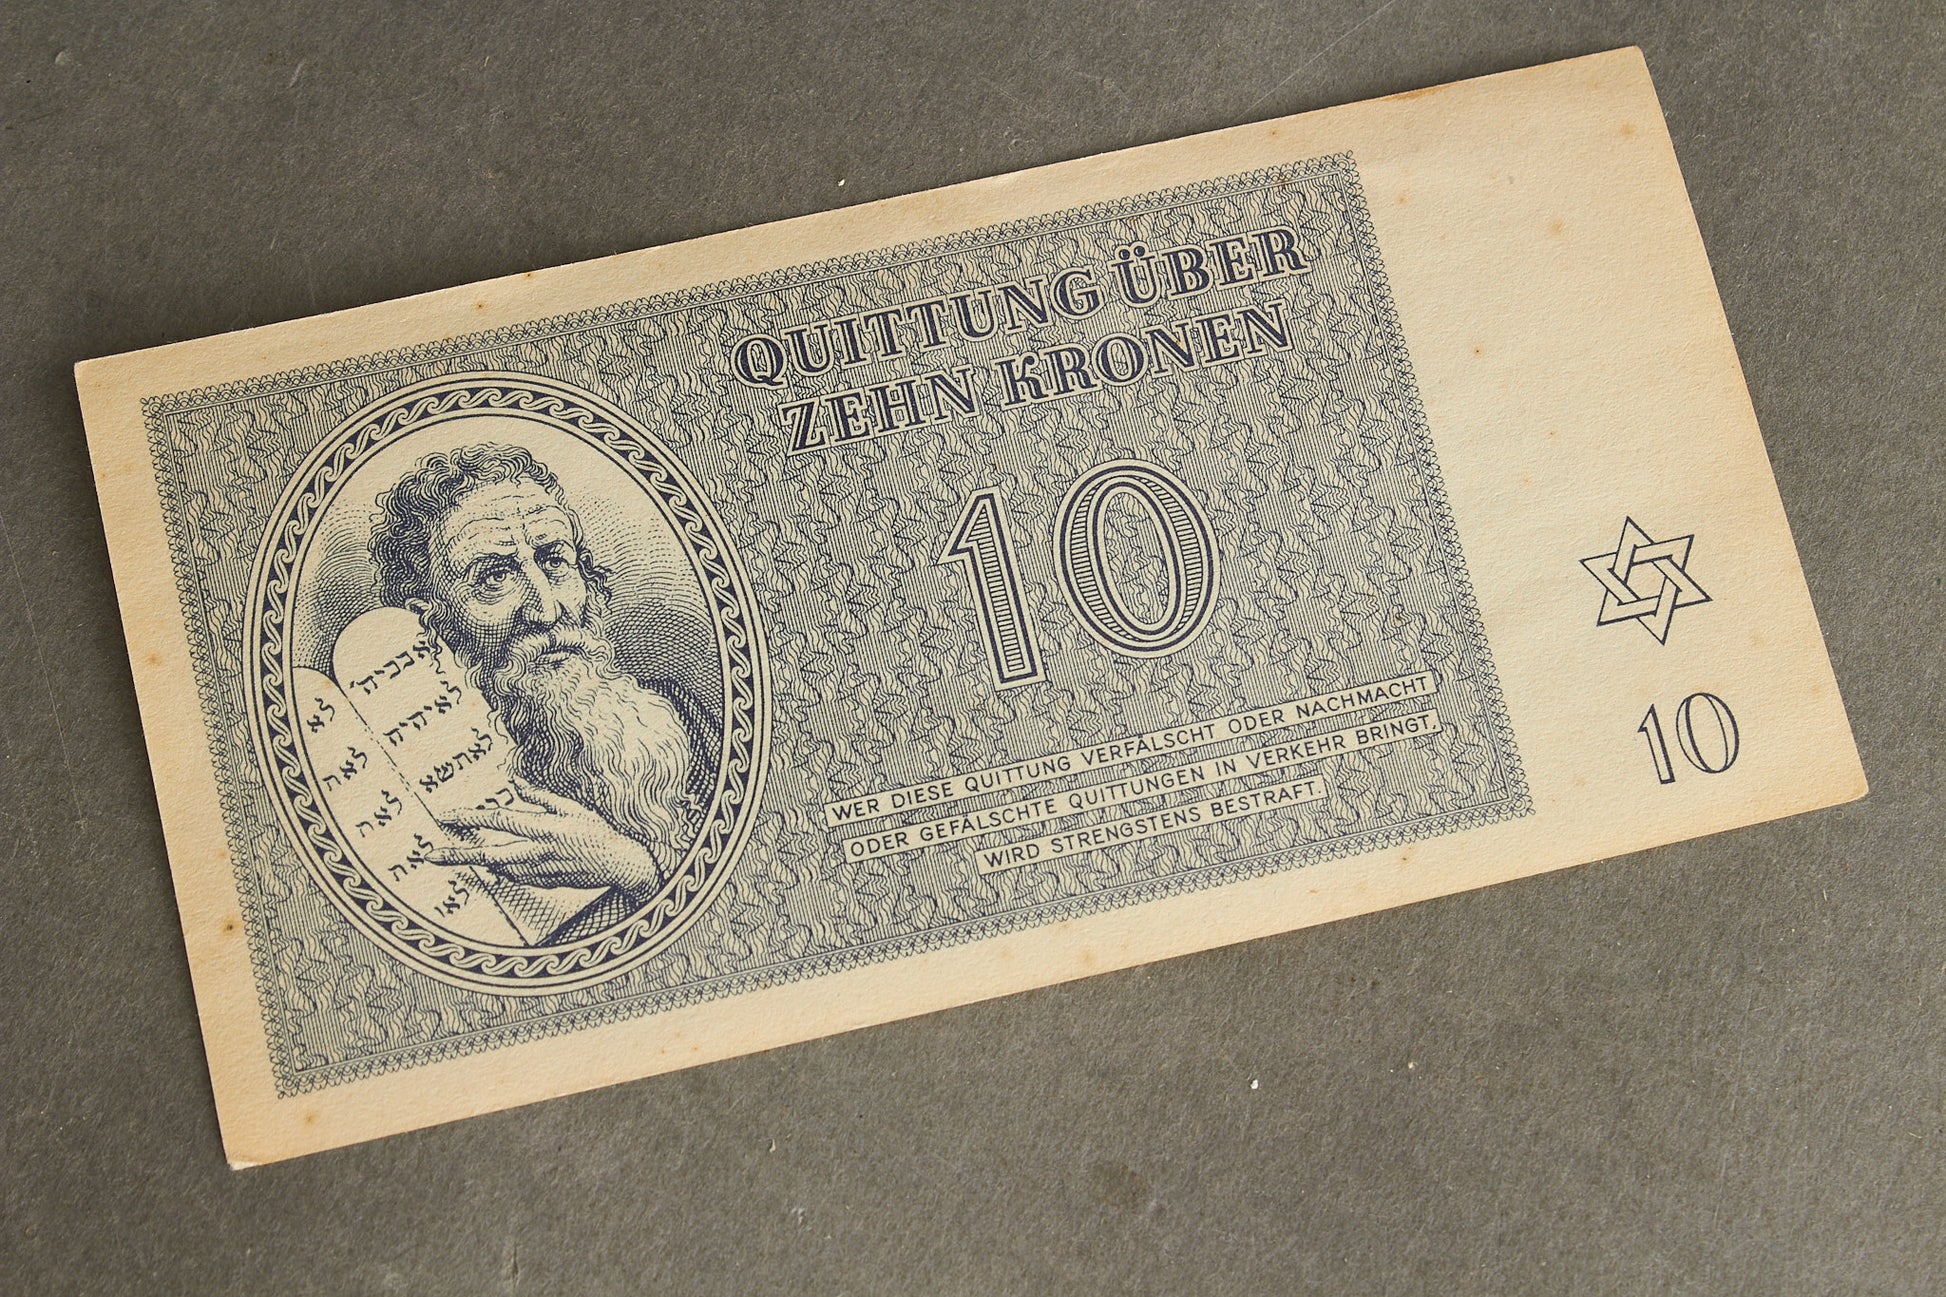 QUITTUNG ÜBER
ZEHN KRONEN
10
WER DIESE QUITTUNG VERFÄLSCHT ODER NACHMACHT
ODER GEFÄLSCHTE QUITTUNGEN IN VERKEHR BRINGT,
WIRD STRENGSTENS BESTRAFT.
10